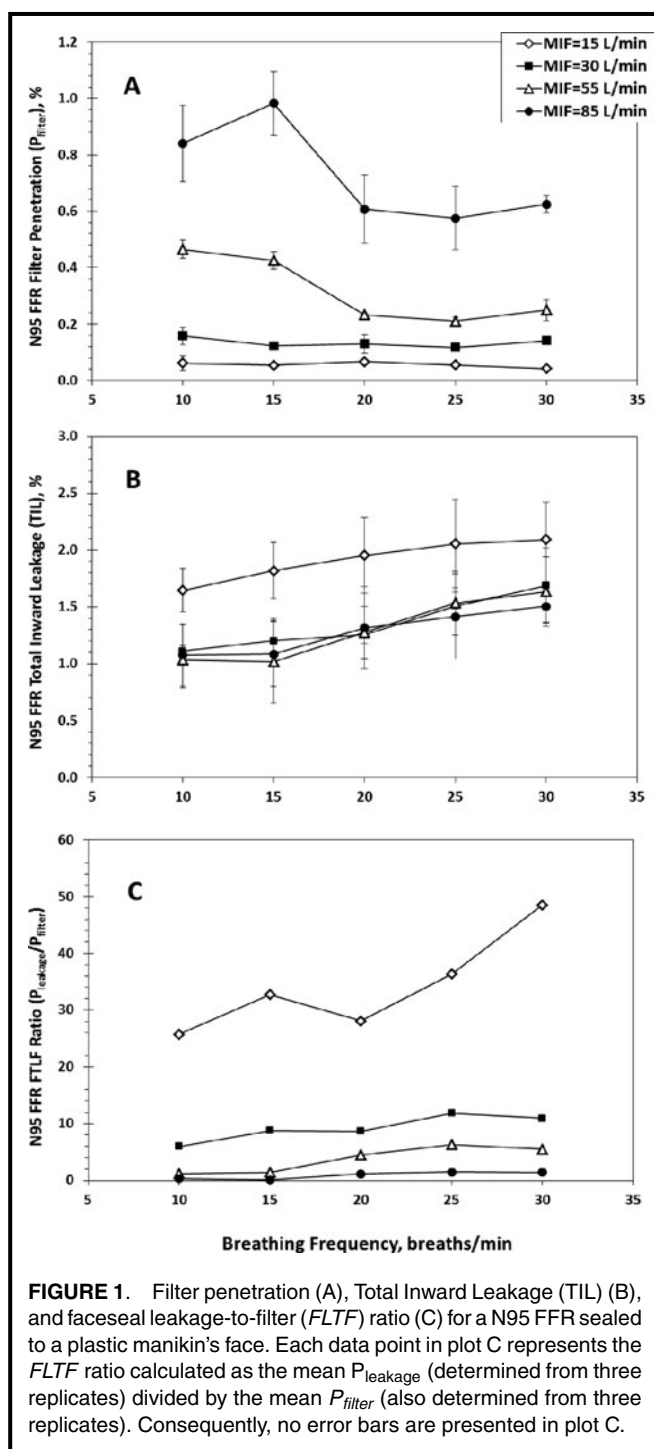 MIF=15 L/min
MIF=30 L/min
MIF=55 L/min
MIF=85 L/min
A
N95 FFR Filter Penetration (Pfilter), %
1.2
1.0
0.8
0.6
0.4
0.2
0.0
5 10 15 20 25 30 35
B
N95 FFR Total Inward Leakage (TIL), %
3.0
2.5
2.0
1.5
1.0
0.5
0.0
5 10 15 20 25 30 35
C
N95 FFR FTLF Ratio (Pleakage/Pfilter)
60
50
40
30
20
10
0
5 10 15 20 25 30 35
Breathing Frequency, breaths/min
FIGURE 1. Filter penetration (A), Total Inward Leakage (TIL) (B),
and faceseal leakage-to-filter (FLTF) ratio (C) for a N95 FFR sealed
to a plastic manikin's face. Each data point in plot C represents the
FLTF ratio calculated as the mean Pleakage (determined from three
replicates) divided by the mean Pfilter (also determined from three
replicates). Consequently, no error bars are presented in plot C.